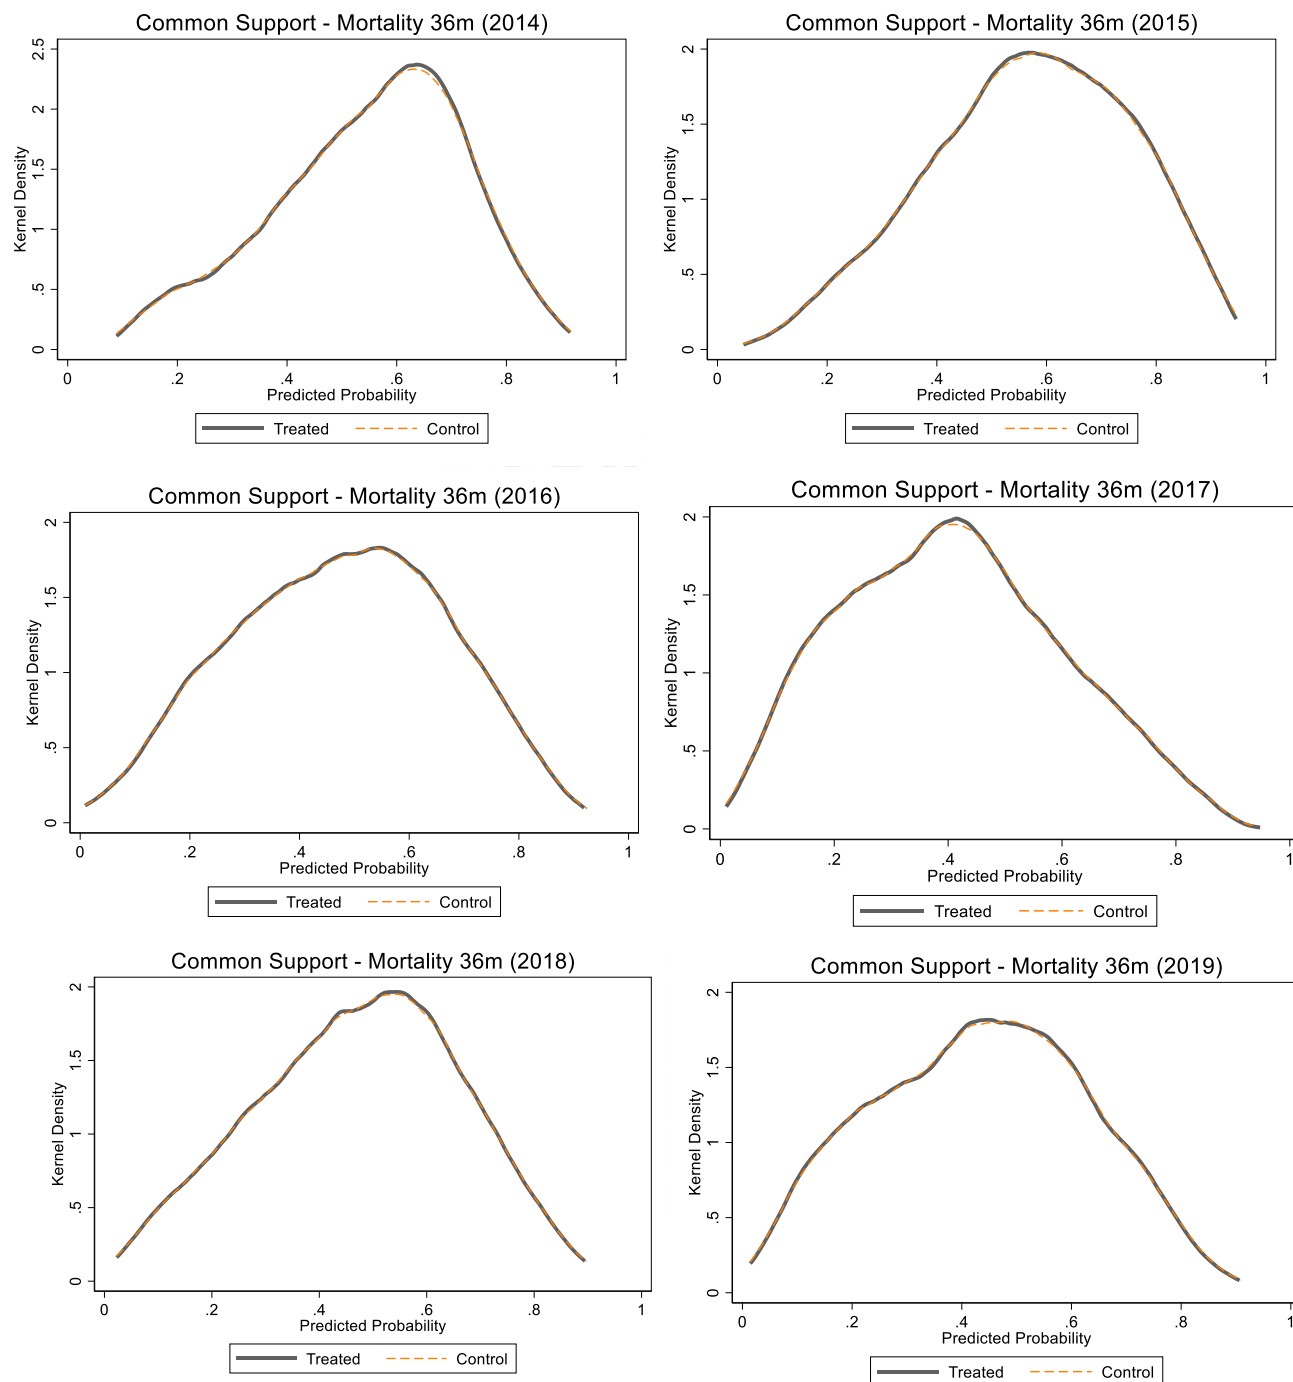 Common Support - Mortality 36m (2014)
Kernel Density
0 .5 1 1.5 2 2.5
0 .2 .4 .6 .8 1
Predicted Probability
Treated Control
Common Support - Mortality 36m (2015)
Kernel Density
0 .5 1 1.5 2
0 .2 .4 .6 .8 1
Predicted Probability
Treated Control
Common Support - Mortality 36m (2016)
Kernel Density
0 .5 1 1.5 2
0 .2 .4 .6 .8 1
Predicted Probability
Treated Control
Common Support - Mortality 36m (2017)
Kernel Density
0 .5 1 1.5 2
0 .2 .4 .6 .8 1
Predicted Probability
Treated Control
Common Support - Mortality 36m (2018)
Kernel Density
0 .5 1 1.5 2
0 .2 .4 .6 .8 1
Predicted Probability
Treated Control
Common Support - Mortality 36m (2019)
Kernel Density
0 .5 1 1.5 2
0 .2 .4 .6 .8 1
Predicted Probability
Treated Control